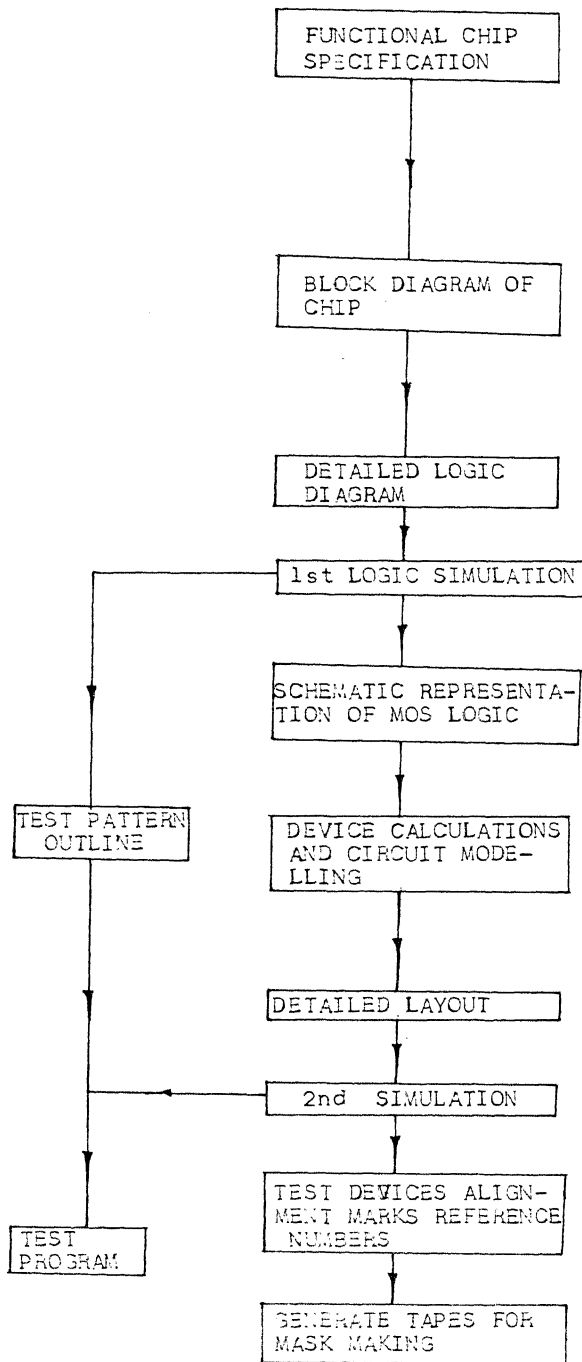 FUNCTIONAL CHIP
SPECIFICATION
BLOCK DIAGRAM OF
CHIP
DETAILED LOGIC
DIAGRAM
1st LOGIC SIMULATION
SCHEMATIC REPRESENTA-
TION OF MOS LOGIC
TEST PATTERN
OUTLINE
DEVICE CALCULATIONS
AND CIRCUIT MODE-
LLING
DETAILED LAYOUT
2nd SIMULATION
TEST DEVICES ALIGN-
MENT MARKS REFERENCE
NUMBERS
TEST
PROGRAM
GENERATE TAPES FOR
MASK MAKING